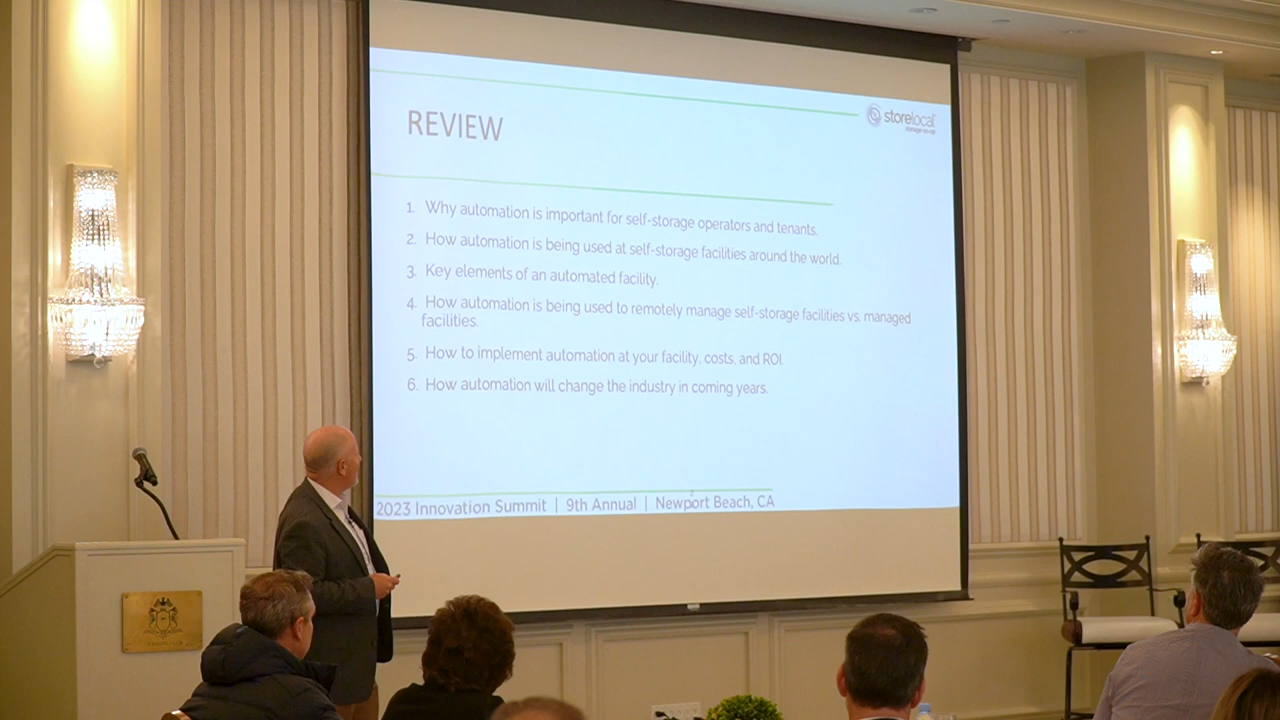 REVIEW
storelocal
storage co-op
1. Why automation is important for self-storage operators and tenants.
2. How automation is being used at self-storage facilities around the world.
3. Key elements of an automated facility.
4. How automation is being used to remotely manage self-storage facilities vs. managed
facilities.
5. How to implement automation at your facility, costs, and ROI.
6. How automation will change the industry in coming years.
2023 Innovation Summit | 9th Annual | Newport Beach, CA